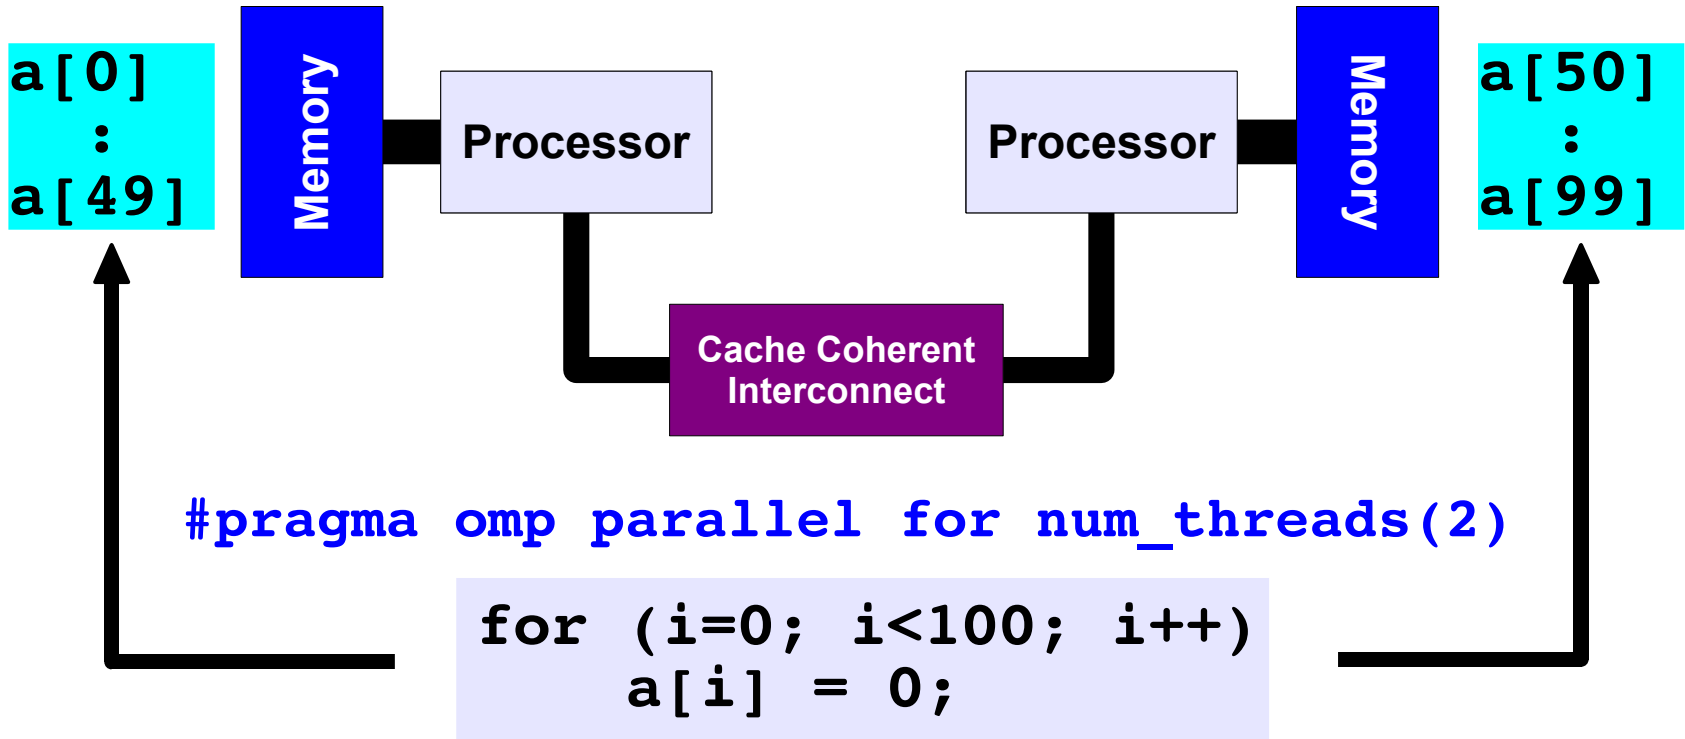 a[0]
:
a[49]
Memory
Processor
Processor
Memory
a[50]
:
a[99]
Cache Coherent
Interconnect
#pragma omp parallel for num_threads(2)
for (i=0; i<100; i++)
a[i] = 0;